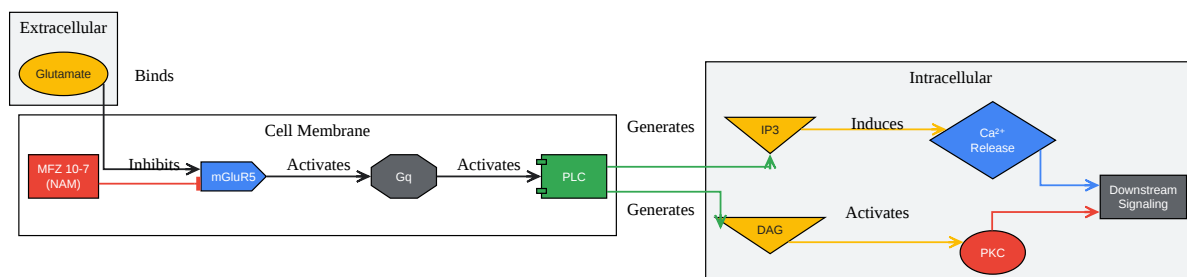 Extracellular
Glutamate
Binds
Cell Membrane
MFZ 10-7
(NAM)
Inhibits
mGluR5
Activates
Gq
Activates
PLC
Generates
Generates
Intracellular
IP3
Induces
Ca²⁺
Release
DAG
Activates
PKC
Downstream
Signaling